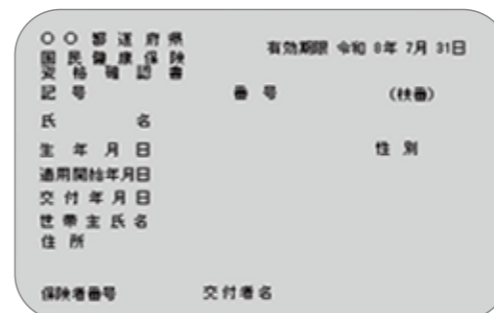 〇〇都道府県 有効期限 令和 8年 7月 31日
国民健康保険
資格確認書
記号 番号 (枝番)
氏名
生年月日 性別
適用開始年月日
交付年月日
世帯主氏名
住所
保険者番号 交付者名